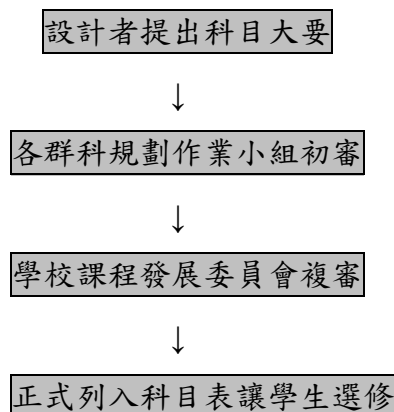 設計者提出科目大要
↓
各群科規劃作業小組初審
↓
學校課程發展委員會複審
↓
正式列入科目表讓學生選修